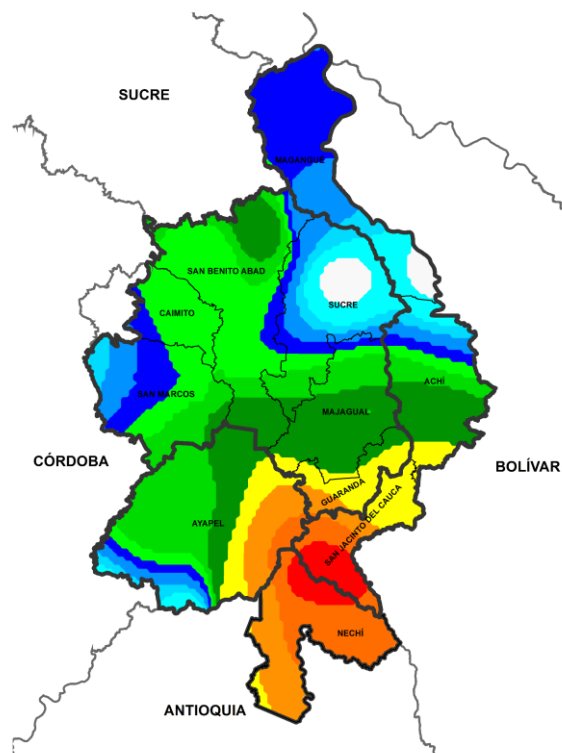 SUCRE
MAGANGUÉ
SAN BENITO ABAD
CAIMITO
SUCRE
SAN MARCOS
ACHÍ
MAJAGUAL
CÓRDOBA
BOLÍVAR
GUARANDA
SAN JACINTO DEL CAUCA
AYAPEL
NECHÍ
ANTIOQUIA